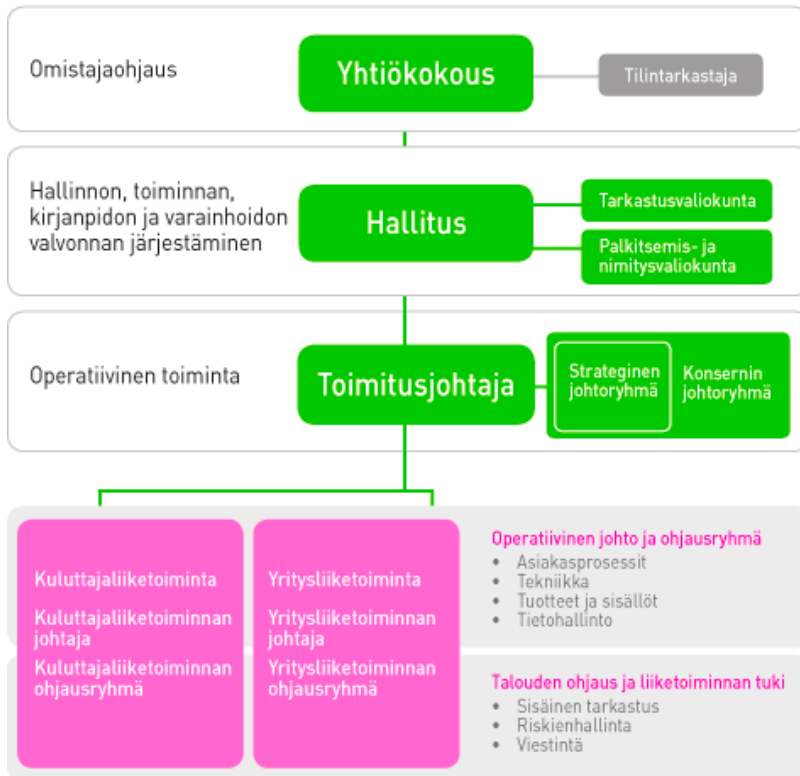 Omistajaohjaus
Yhtiökokous
Tilintarkastaja
Hallinnon, toiminnan,
kirjanpidon ja varainhoidon
valvonnan järjestäminen
Hallitus
Tarkastusvaliokunta
Palkitsemis- ja
nimitysvaliokunta
Operatiivinen toiminta
Toimitusjohtaja
Strateginen
johtoryhmä
Konsernin
johtoryhmä
Kuluttajaliiketoiminta
Kuluttajaliiketoiminnan
johtaja
Kuluttajaliiketoiminnan
ohjausryhmä
Yritysliiketoiminta
Yritysliiketoiminnan
johtaja
Yritysliiketoiminnan
ohjausryhmä
Operatiivinen johto ja ohjausryhmä
• Asiakasprosessit
• Tekniikka
• Tuotteet ja sisällöt
• Tietohallinto
Talouden ohjaus ja liiketoiminnan tuki
• Sisäinen tarkastus
• Riskienhallinta
• Viestintä